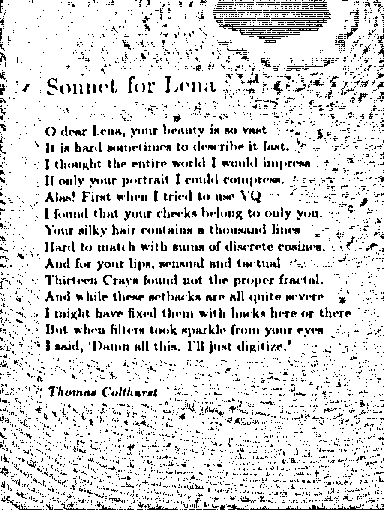 Sonnet for Lena
O dear Lena, your beauty is so vast
It is hard sometimes to describe it fast.
I thought the entire world I would impress
If only your portrait I could compress.
Alas! First when I tried to use VQ
I found that your cheeks belong to only you.
Your silky hair contains a thousand lines
Hard to match with sums of discrete cosines.
And for your lips, sensual and tactual
Thirteen Crays found not the proper fractal.
And while these setbacks are all quite severe
I might have fixed them with hacks here or there
But when filters took sparkle from your eyes
I said, 'Damn all this. I'll just digitize.'
Thomas Colthurst